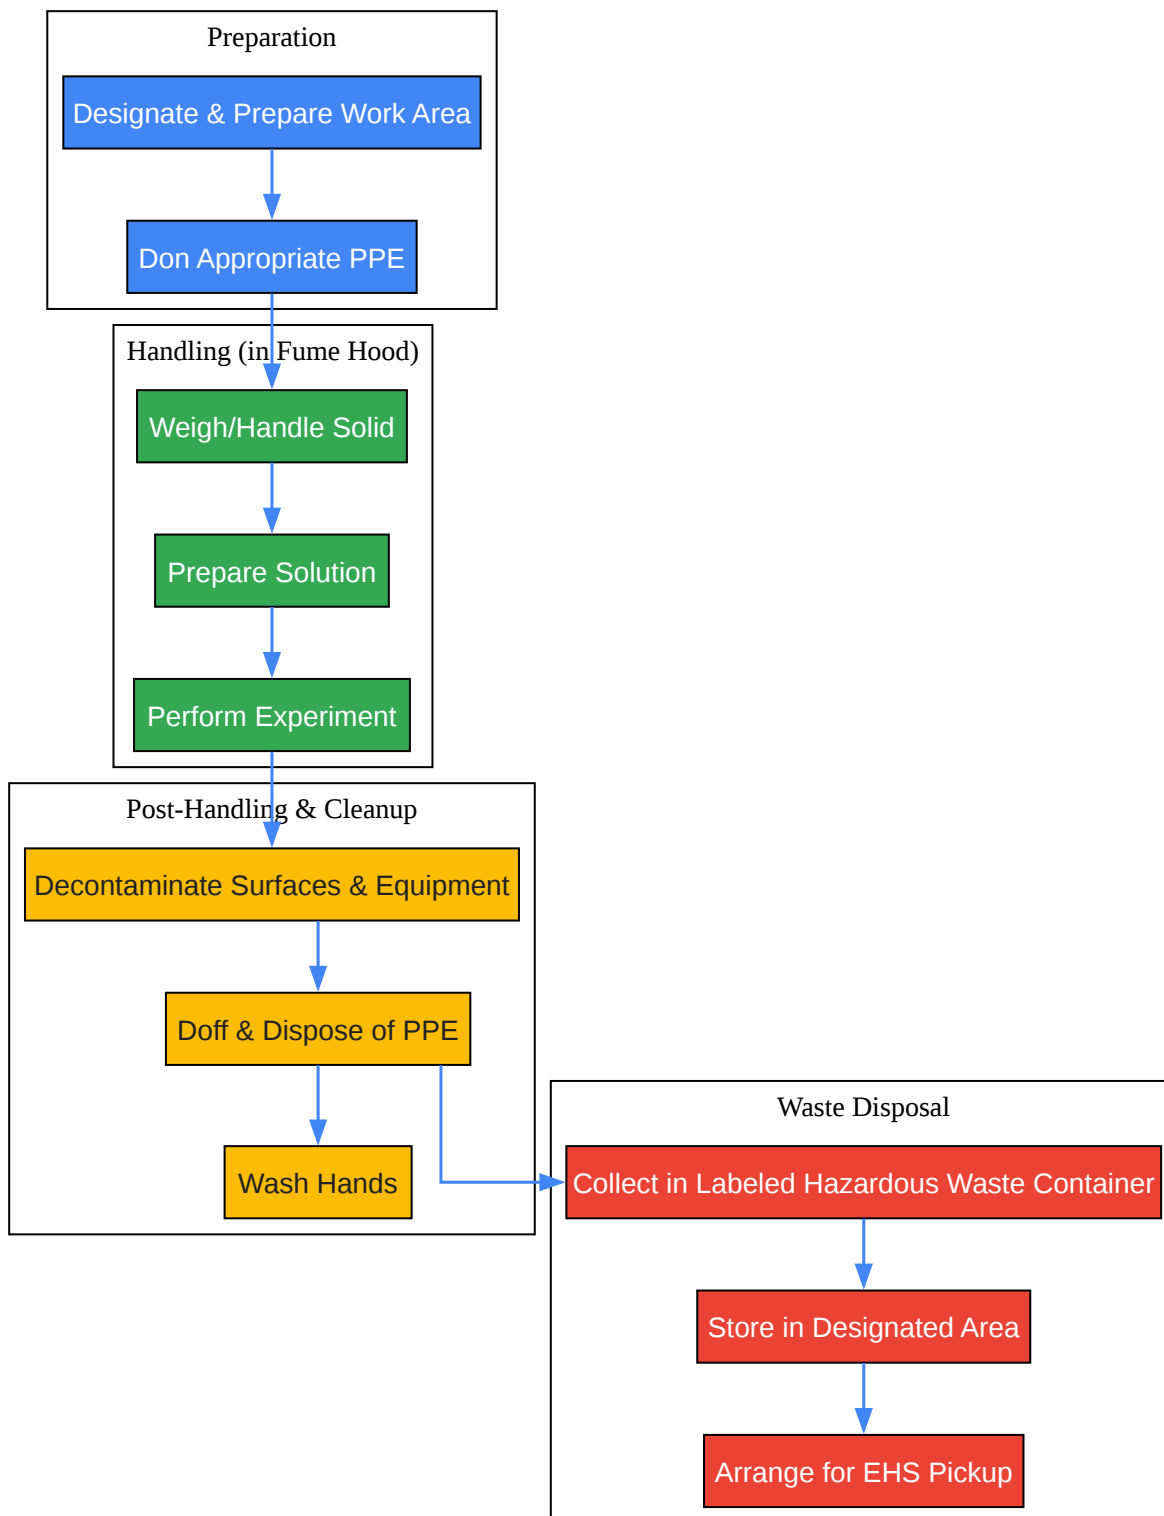 Preparation
Designate & Prepare Work Area
Don Appropriate PPE
Handling (in Fume Hood)
Weigh/Handle Solid
Prepare Solution
Perform Experiment
Post-Handling & Cleanup
Decontaminate Surfaces & Equipment
Doff & Dispose of PPE
Wash Hands
Waste Disposal
Collect in Labeled Hazardous Waste Container
Store in Designated Area
Arrange for EHS Pickup